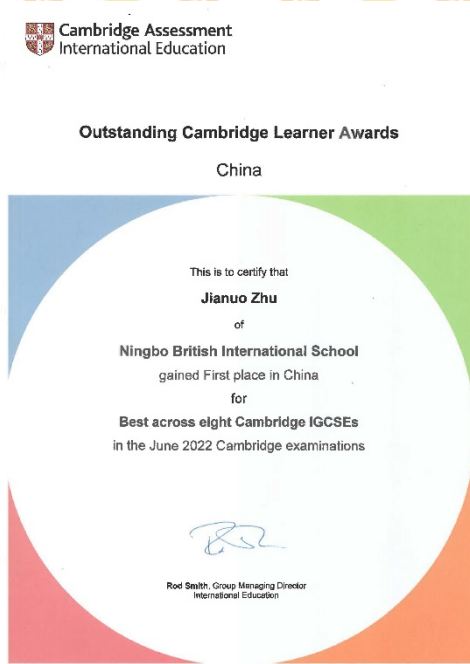 Cambridge Assessment
International Education
Outstanding Cambridge Learner Awards
China
This is to certify that
Jianuo Zhu
of
Ningbo British International School
gained First place in China
for
Best across eight Cambridge IGCSEs
in the June 2022 Cambridge examinations
Rod Smith, Group Managing Director
International Education